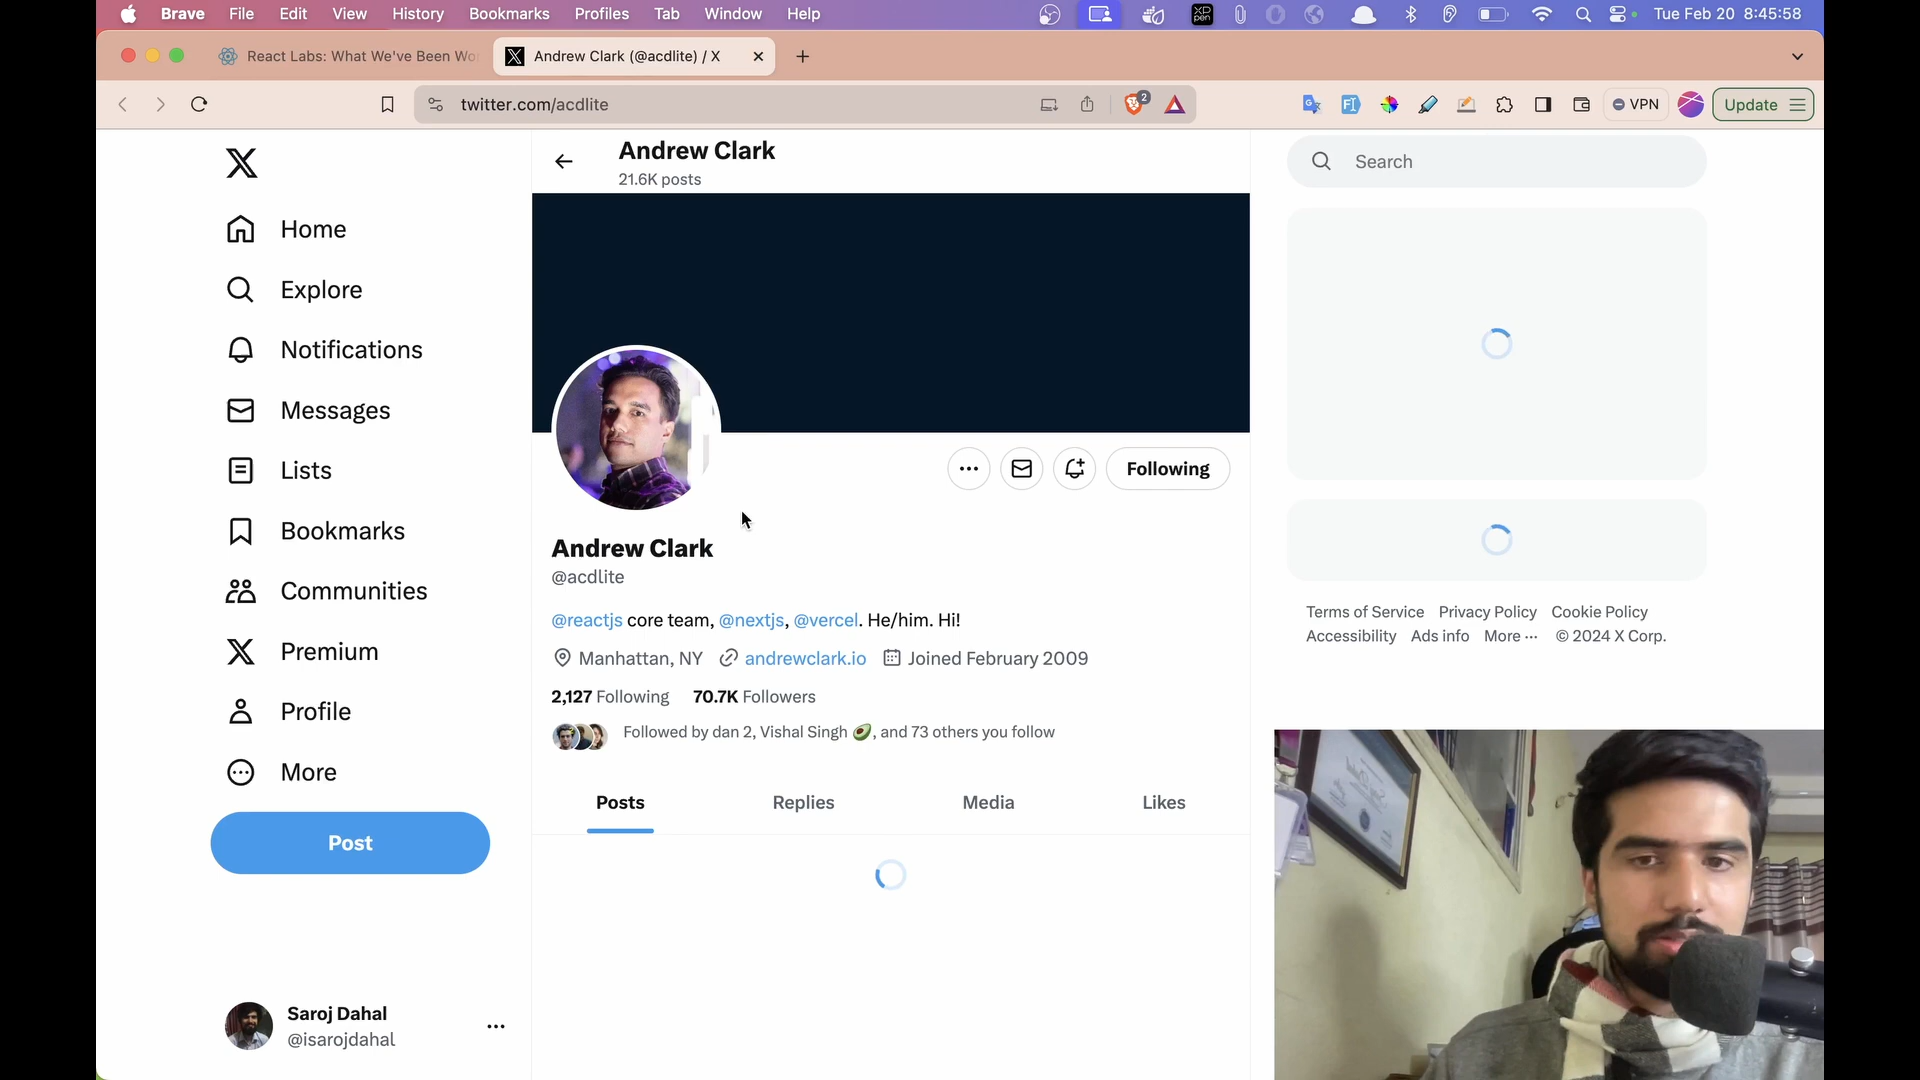 Brave File Edit View History Bookmarks Profiles Tab Window Help
XP pen
Tue Feb 20 8:45:58
React Labs: What We've Been Wo
Andrew Clark (@acdlite) / X
twitter.com/acdlite
2
VPN
Update
Andrew Clark
21.6K posts
Search
Home
Explore
Notifications
Messages
Lists
Bookmarks
Communities
Premium
Profile
More
Post
Saroj Dahal
@isarojdahal
Following
Andrew Clark
@acdlite
@reactjs core team, @nextjs, @vercel. He/him. Hi!
Manhattan, NY andrewclark.io Joined February 2009
2,127 Following 70.7K Followers
Followed by dan 2, Vishal Singh 🥑, and 73 others you follow
Posts Replies Media Likes
Terms of Service Privacy Policy Cookie Policy
Accessibility Ads info More ··· © 2024 X Corp.